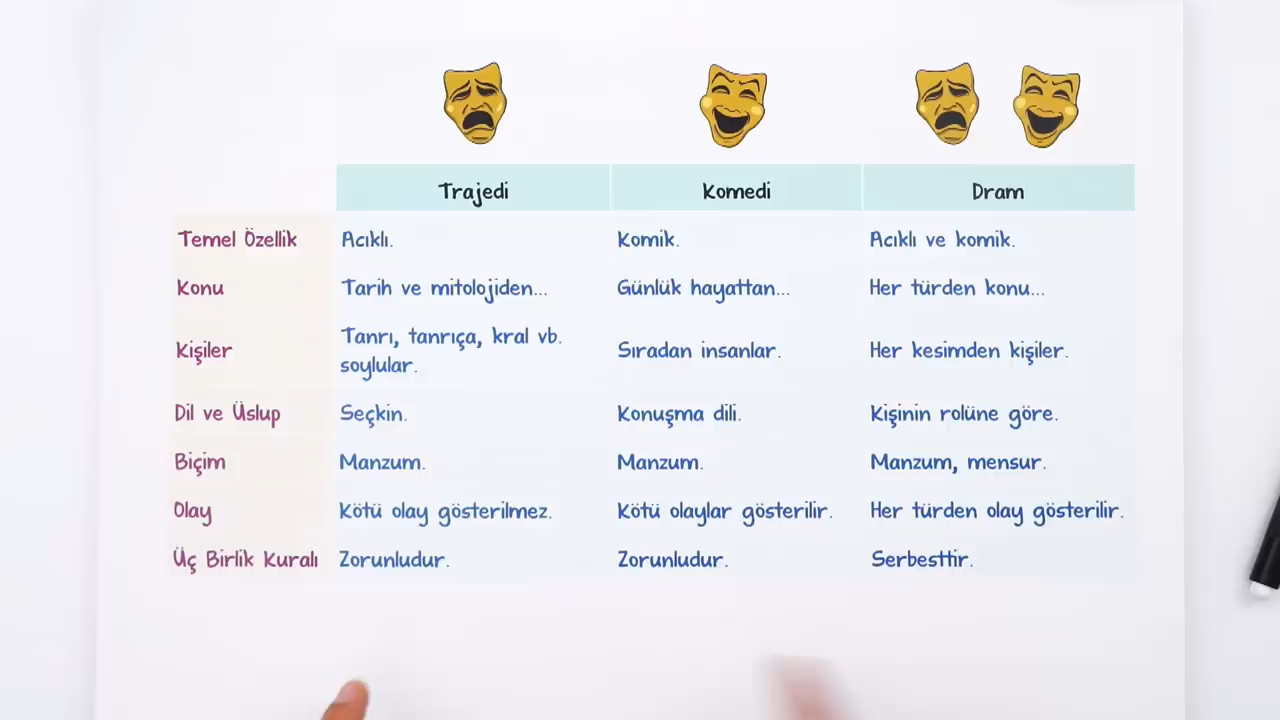 Trajedi Komedi Dram
Temel Özellik Acıklı. Komik. Acıklı ve komik.
Konu Tarih ve mitolojiden... Günlük hayattan... Her türden konu...
Kişiler Tanrı, tanrıça, kral vb. soylular. Sıradan insanlar. Her kesimden kişiler.
Dil ve Üslup Seçkin. Konuşma dili. Kişinin rolüne göre.
Biçim Manzum. Manzum. Manzum, mensur.
Olay Kötü olay gösterilmez. Kötü olaylar gösterilir. Her türden olay gösterilir.
Üç Birlik Kuralı Zorunludur. Zorunludur. Serbesttir.